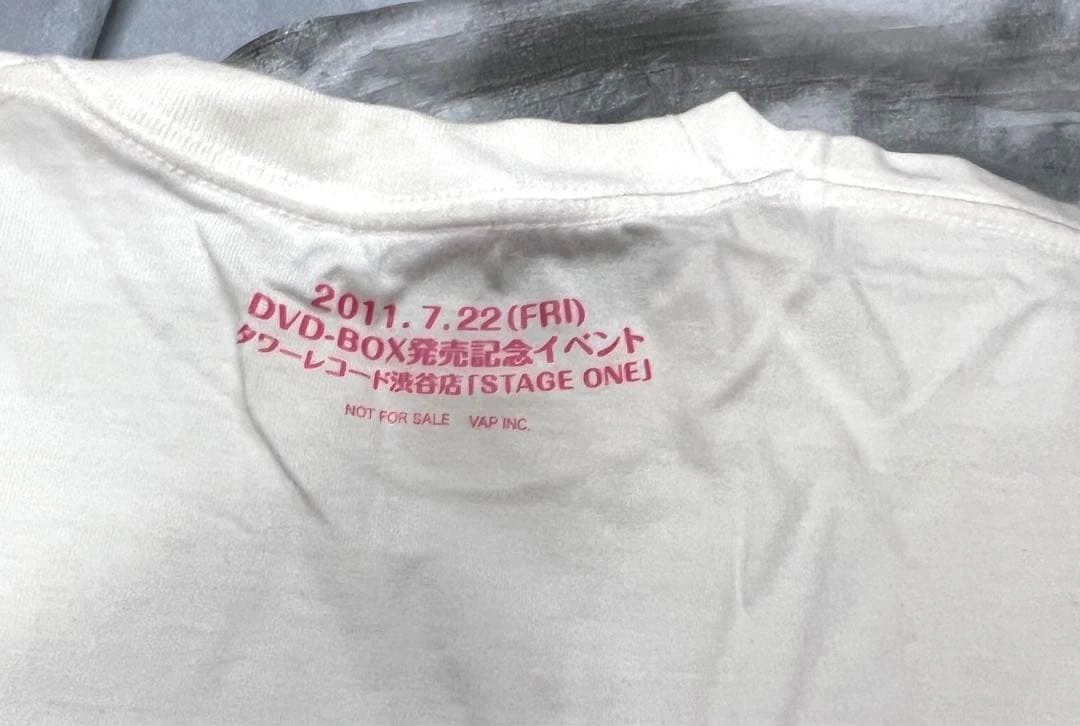 2011.7.22(FRI)
DVD-BOX発売記念イベント
タワーレコード渋谷店「STAGE ONE」
NOT FOR SALE VAP INC.